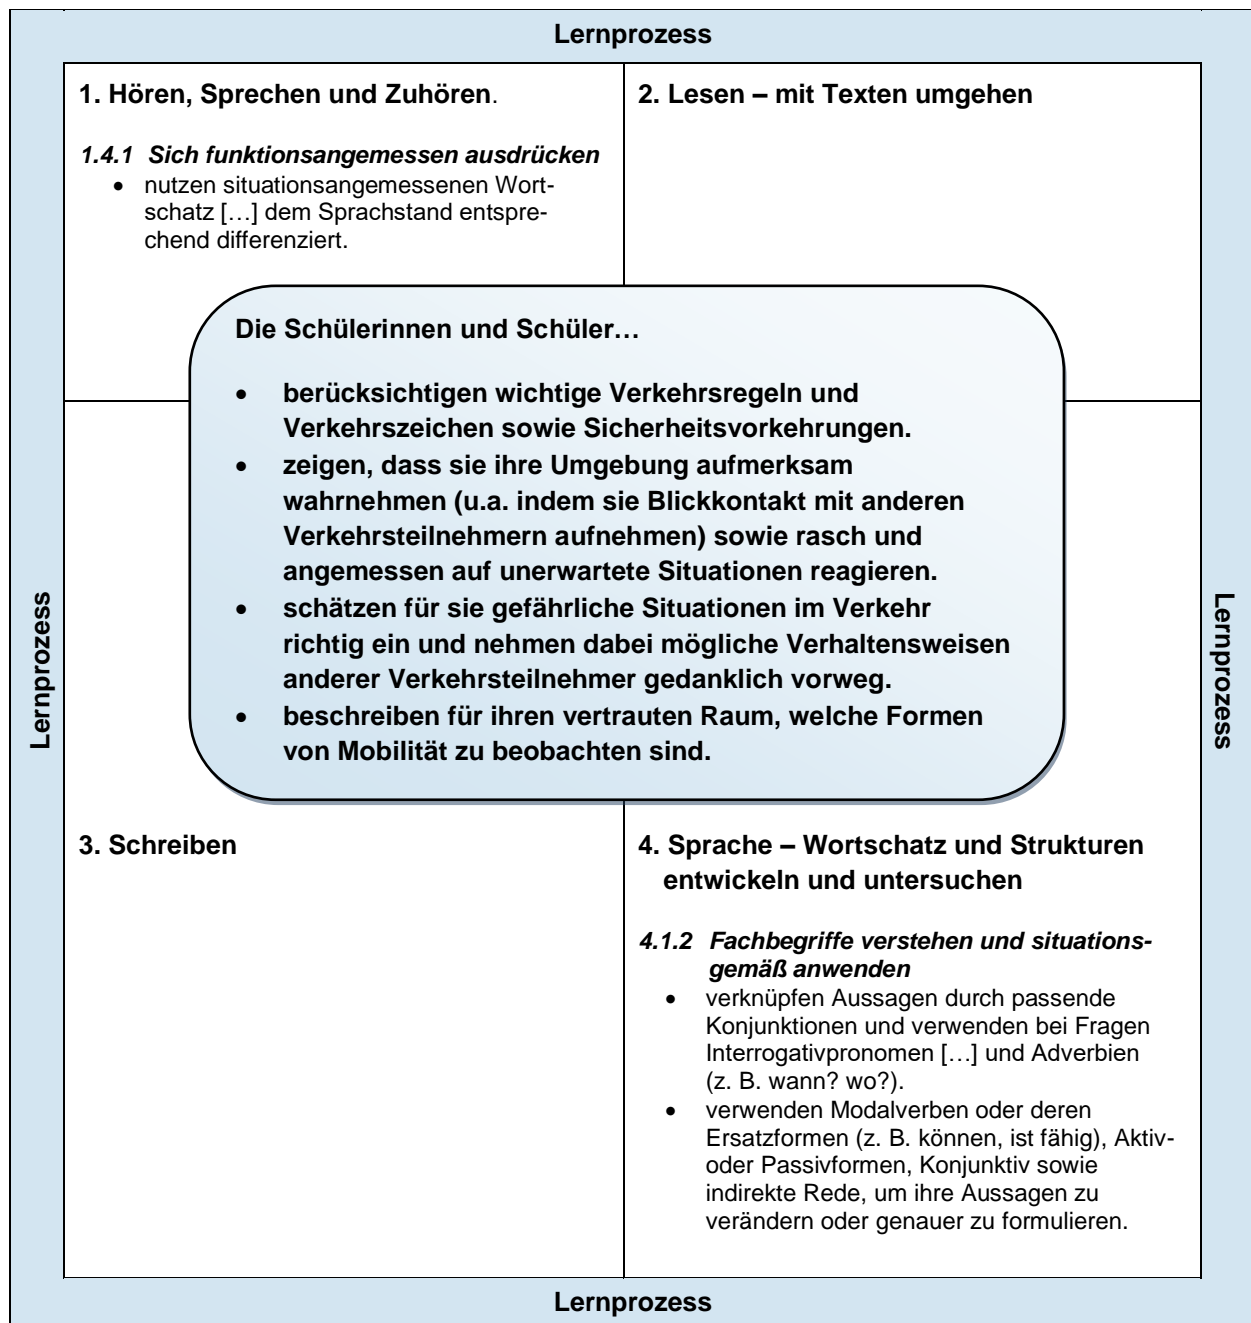 Lernprozess
1. Hören, Sprechen und Zuhören.
1.4.1 Sich funktionsangemessen ausdrücken
• nutzen situationsangemessenen Wort-
schatz […] dem Sprachstand entspre-
chend differenziert.
2. Lesen – mit Texten umgehen
Die Schülerinnen und Schüler…
• berücksichtigen wichtige Verkehrsregeln und
Verkehrszeichen sowie Sicherheitsvorkehrungen.
• zeigen, dass sie ihre Umgebung aufmerksam
wahrnehmen (u.a. indem sie Blickkontakt mit anderen
Verkehrsteilnehmern aufnehmen) sowie rasch und
angemessen auf unerwartete Situationen reagieren.
• schätzen für sie gefährliche Situationen im Verkehr
richtig ein und nehmen dabei mögliche Verhaltensweisen
anderer Verkehrsteilnehmer gedanklich vorweg.
• beschreiben für ihren vertrauten Raum, welche Formen
von Mobilität zu beobachten sind.
Lernprozess
Lernprozess
3. Schreiben
4. Sprache – Wortschatz und Strukturen
entwickeln und untersuchen
4.1.2 Fachbegriffe verstehen und situations-
gemäß anwenden
• verknüpfen Aussagen durch passende
Konjunktionen und verwenden bei Fragen
Interrogativpronomen […] und Adverbien
(z. B. wann? wo?).
• verwenden Modalverben oder deren
Ersatzformen (z. B. können, ist fähig), Aktiv-
oder Passivformen, Konjunktiv sowie
indirekte Rede, um ihre Aussagen zu
verändern oder genauer zu formulieren.
Lernprozess